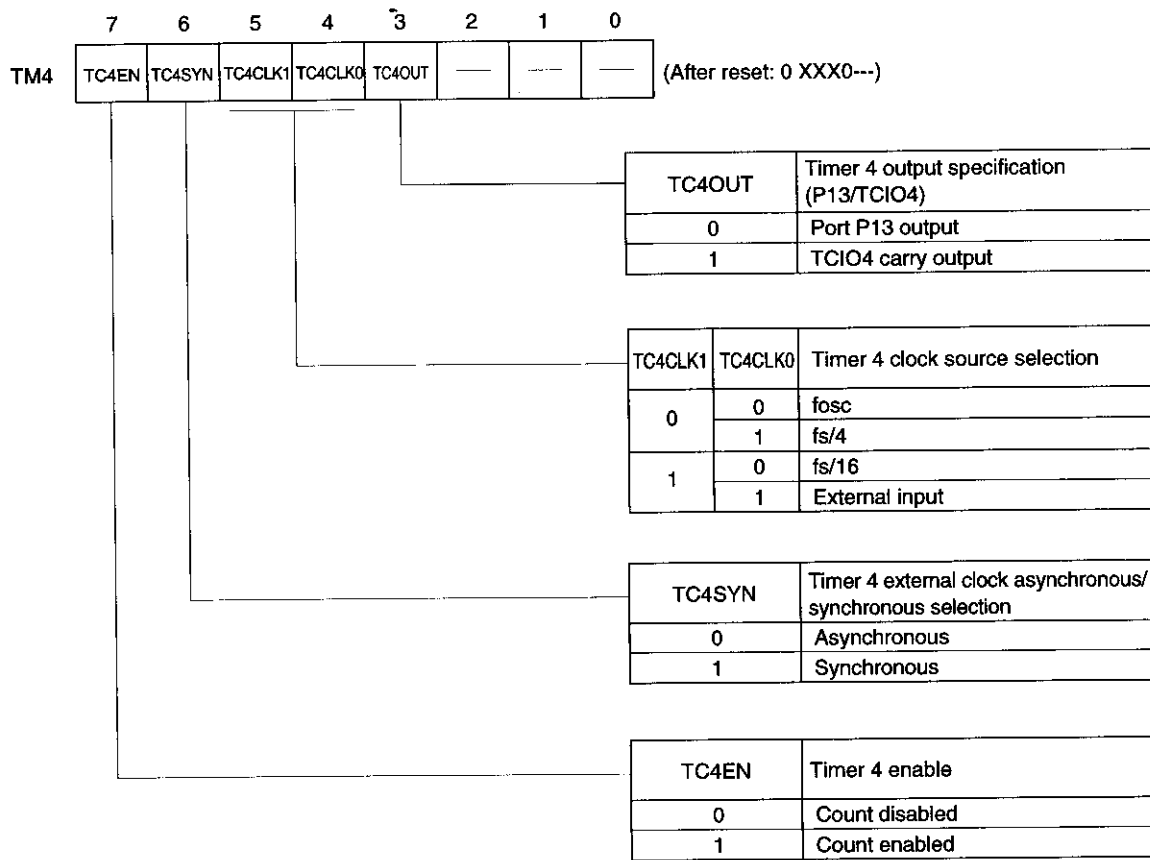 7 6 5 4 3 2 1 0
TM4 TC4EN TC4SYN TC4CLK1 TC4CLK0 TC4OUT — — — (After reset: 0 XXX0---)
TC4OUT Timer 4 output specification
(P13/TCIO4)
0 Port P13 output
1 TCIO4 carry output
TC4CLK1 TC4CLK0 Timer 4 clock source selection
0 0 fosc
1 fs/4
1 0 fs/16
1 External input
TC4SYN Timer 4 external clock asynchronous/
synchronous selection
0 Asynchronous
1 Synchronous
TC4EN Timer 4 enable
0 Count disabled
1 Count enabled